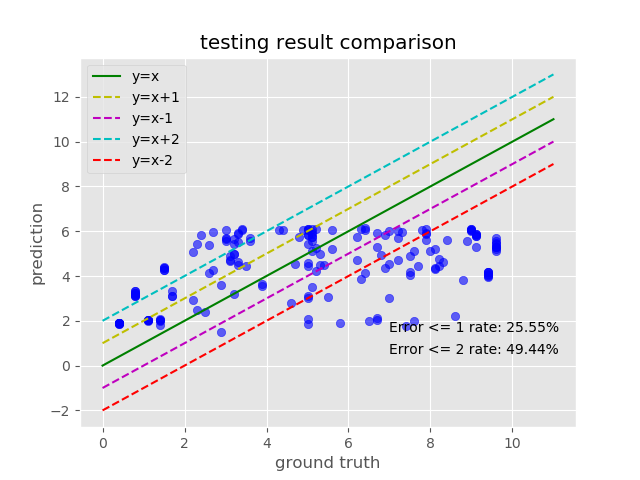 testing result comparison
y=x
y=x+1
y=x-1
y=x+2
y=x-2
12
10
8
6
4
2
0
−2
prediction
Error <= 1 rate: 25.55%
Error <= 2 rate: 49.44%
0 2 4 6 8 10
ground truth